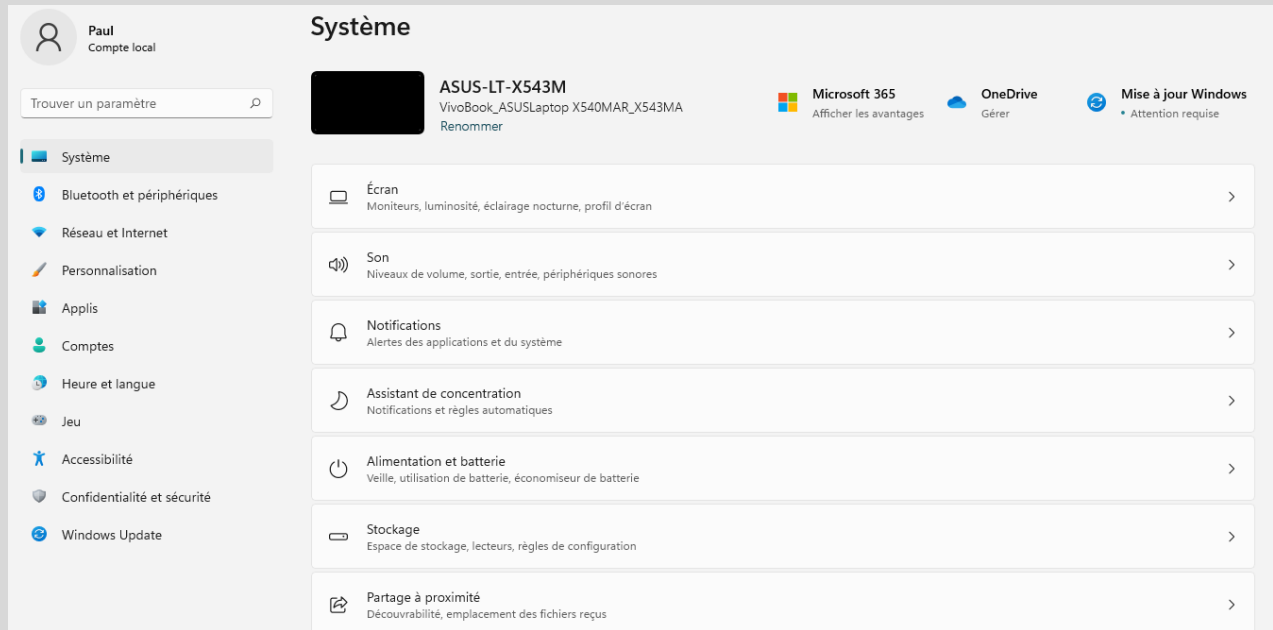 Paul
Compte local
Trouver un paramètre
Système
Bluetooth et périphériques
Réseau et Internet
Personnalisation
Applis
Comptes
Heure et langue
Jeu
Accessibilité
Confidentialité et sécurité
Windows Update
Système
ASUS-LT-X543M
VivoBook_ASUSLaptop X540MAR_X543MA
Renommer
Microsoft 365
Afficher les avantages
OneDrive
Gérer
Mise à jour Windows
• Attention requise
Écran
Moniteurs, luminosité, éclairage nocturne, profil d'écran
Son
Niveaux de volume, sortie, entrée, périphériques sonores
Notifications
Alertes des applications et du système
Assistant de concentration
Notifications et règles automatiques
Alimentation et batterie
Veille, utilisation de batterie, économiseur de batterie
Stockage
Espace de stockage, lecteurs, règles de configuration
Partage à proximité
Découvrabilité, emplacement des fichiers reçus